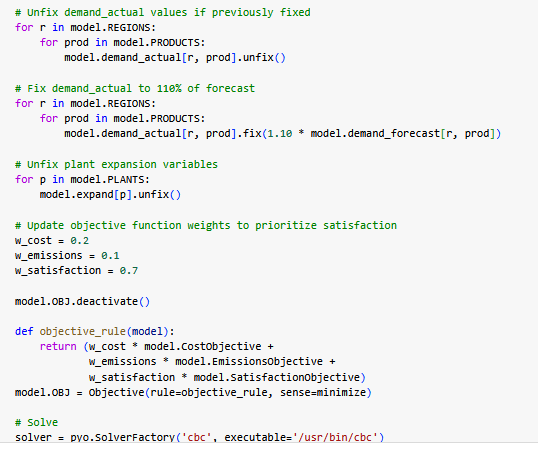 # Unfix demand_actual values if previously fixed
for r in model.REGIONS:
    for prod in model.PRODUCTS:
        model.demand_actual[r, prod].unfix()

# Fix demand_actual to 110% of forecast
for r in model.REGIONS:
    for prod in model.PRODUCTS:
        model.demand_actual[r, prod].fix(1.10 * model.demand_forecast[r, prod])

# Unfix plant expansion variables
for p in model.PLANTS:
    model.expand[p].unfix()

# Update objective function weights to prioritize satisfaction
w_cost = 0.2
w_emissions = 0.1
w_satisfaction = 0.7

model.OBJ.deactivate()

def objective_rule(model):
    return (w_cost * model.CostObjective +
            w_emissions * model.EmissionsObjective +
            w_satisfaction * model.SatisfactionObjective)
model.OBJ = Objective(rule=objective_rule, sense=minimize)

# Solve
solver = pyo.SolverFactory('cbc', executable='/usr/bin/cbc')